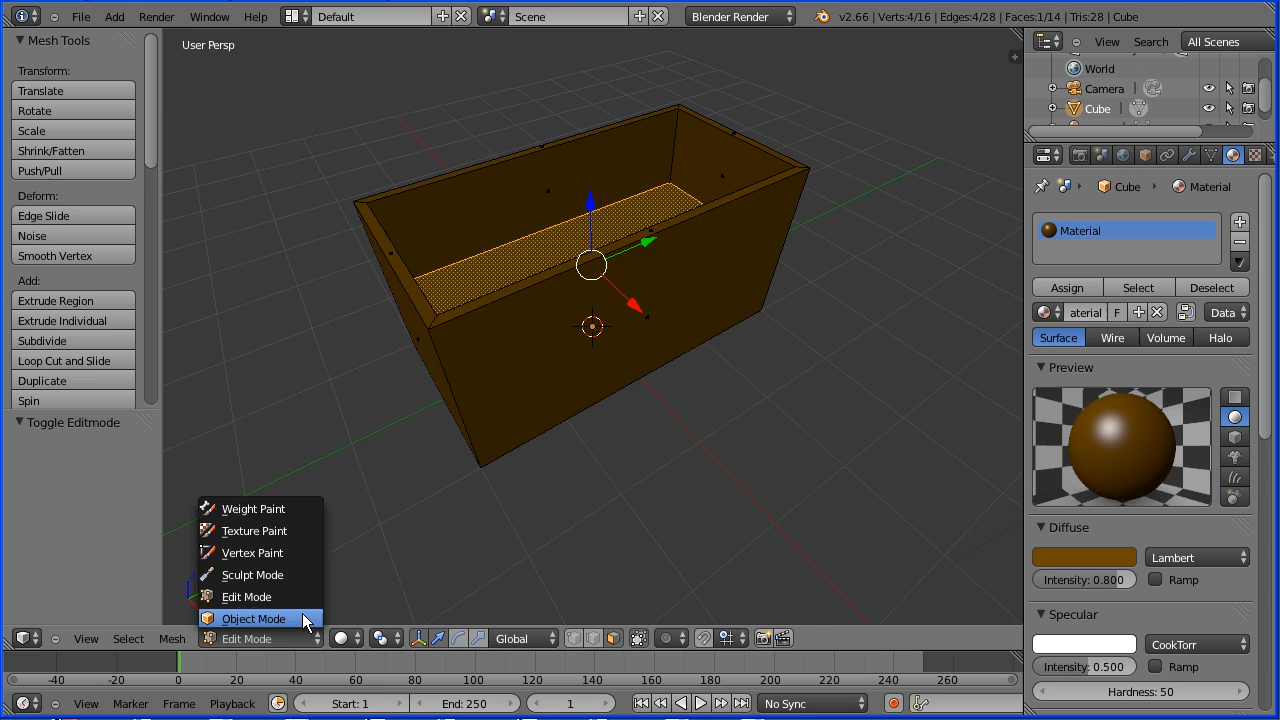 File Add Render Window Help Default Scene Blender Render v2.66 | Verts:4/16 | Edges:4/28 | Faces:1/14 | Tris:28 | Cube
Mesh Tools
Transform:
Translate
Rotate
Scale
Shrink/Fatten
Push/Pull
Deform:
Edge Slide
Noise
Smooth Vertex
Add:
Extrude Region
Extrude Individual
Subdivide
Loop Cut and Slide
Duplicate
Spin
Toggle Editmode
User Persp
Weight Paint
Texture Paint
Vertex Paint
Sculpt Mode
Edit Mode
Object Mode
View Select Mesh Edit Mode Global
-40 -20 0 20 40 60 80 100 120 140 160 180 200 220 240 260
View Marker Frame Playback Start: 1 End: 250 1 No Sync
View Search All Scenes
World
Camera
Cube
Cube Material
Material
Assign Select Deselect
aterial F Data
Surface Wire Volume Halo
Preview
Diffuse
Lambert
Intensity: 0.800 Ramp
Specular
CookTorr
Intensity: 0.500 Ramp
Hardness: 50